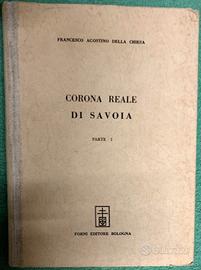 FRANCESCO AGOSTINO DELLA CHIESA
CORONA REALE
DI SAVOIA
PARTE I
FORNI EDITORE BOLOGNA